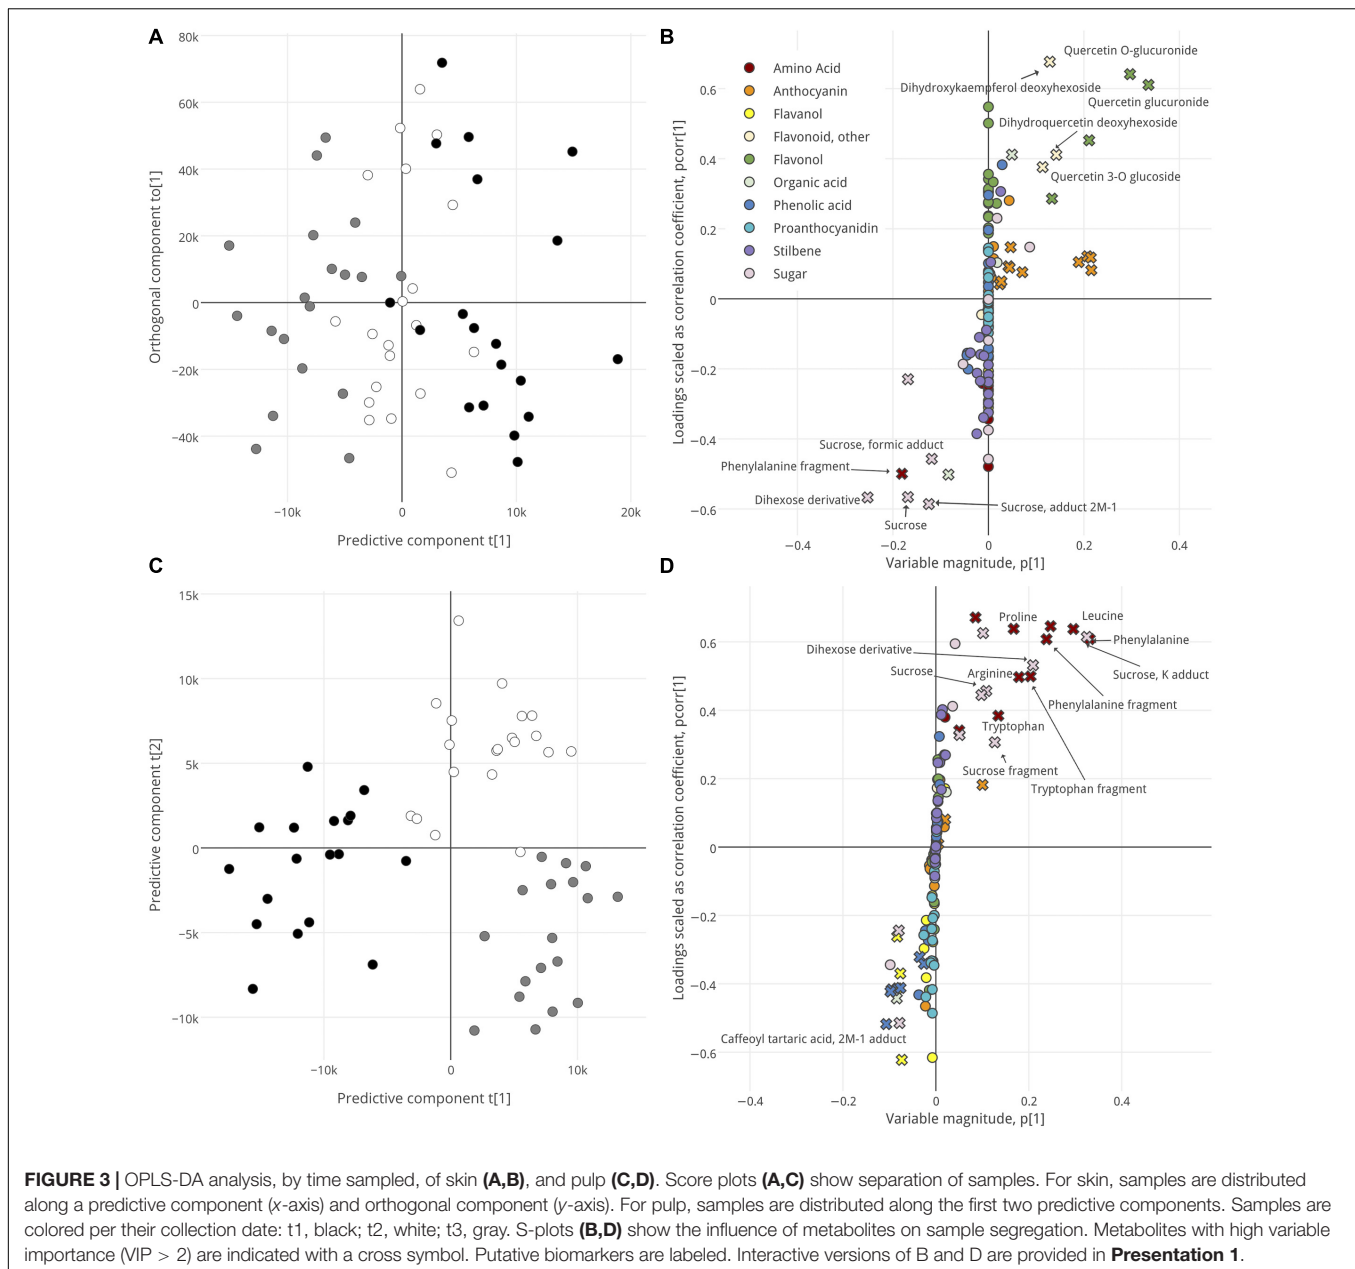 A
80k
60k
40k
20k
0
−20k
−40k
−10k
0
10k
20k
Orthogonal component to[1]
Predictive component t[1]
B
Amino Acid
Anthocyanin
Flavanol
Flavonoid, other
Flavonol
Organic acid
Phenolic acid
Proanthocyanidin
Stilbene
Sugar
Quercetin O-glucuronide
Dihydroxykaempferol deoxyhexoside
Quercetin glucuronide
Dihydroquercetin deoxyhexoside
Quercetin 3-O glucoside
Sucrose, formic adduct
Phenylalanine fragment
Dihexose derivative
Sucrose, adduct 2M-1
Sucrose
0.6
0.4
0.2
0
−0.2
−0.4
−0.6
−0.4
−0.2
0
0.2
0.4
Loadings scaled as correlation coefficient, pcorr[1]
Variable magnitude, p[1]
C
15k
10k
5k
0
−5k
−10k
−10k
0
10k
Predictive component t[2]
Predictive component t[1]
D
Proline
Leucine
Phenylalanine
Dihexose derivative
Sucrose
Arginine
Sucrose, K adduct
Phenylalanine fragment
Tryptophan
Sucrose fragment
Tryptophan fragment
Caffeoyl tartaric acid, 2M-1 adduct
0.6
0.4
0.2
0
−0.2
−0.4
−0.6
−0.4
−0.2
0
0.2
0.4
Loadings scaled as correlation coefficient, pcorr[1]
Variable magnitude, p[1]
FIGURE 3 | OPLS-DA analysis, by time sampled, of skin (A,B), and pulp (C,D). Score plots (A,C) show separation of samples. For skin, samples are distributed
along a predictive component (x-axis) and orthogonal component (y-axis). For pulp, samples are distributed along the first two predictive components. Samples are
colored per their collection date: t1, black; t2, white; t3, gray. S-plots (B,D) show the influence of metabolites on sample segregation. Metabolites with high variable
importance (VIP > 2) are indicated with a cross symbol. Putative biomarkers are labeled. Interactive versions of B and D are provided in Presentation 1.